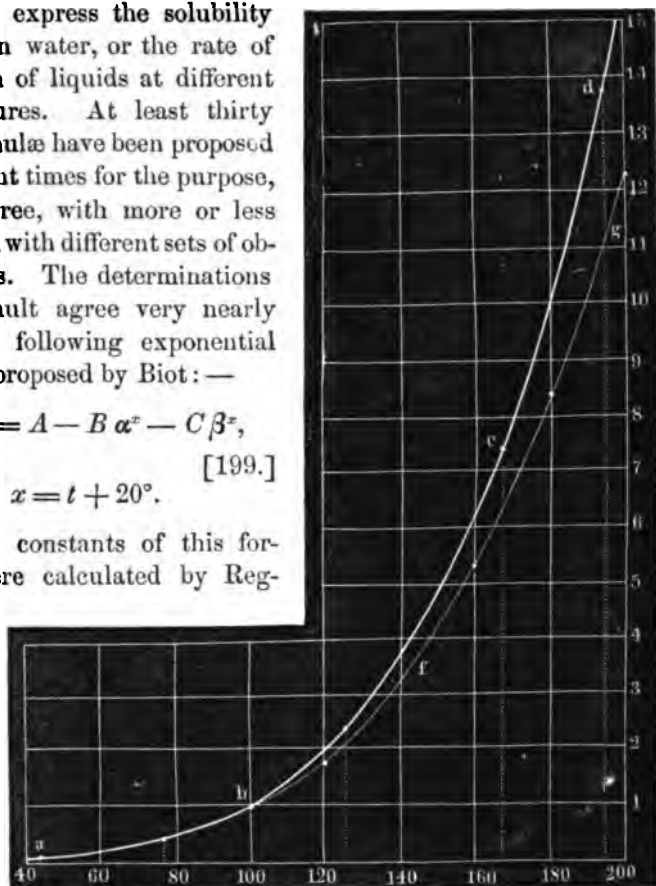 express the solubility
n water, or the rate of
n of liquids at different
ures. At least thirty
nulæ have been proposed
nt times for the purpose,
ree, with more or less
with different sets of ob-
s. The determinations
ault agree very nearly
following exponential
proposed by Biot: —
= A — B α^x — C β^x,
[199.]
x = t + 20°.
constants of this for-
re calculated by Reg-
15
d 14
13
12
g
11
10
9
8
c
7
6
5
4
f
3
2
b
1
a
40 60 80 100 120 140 160 180 200